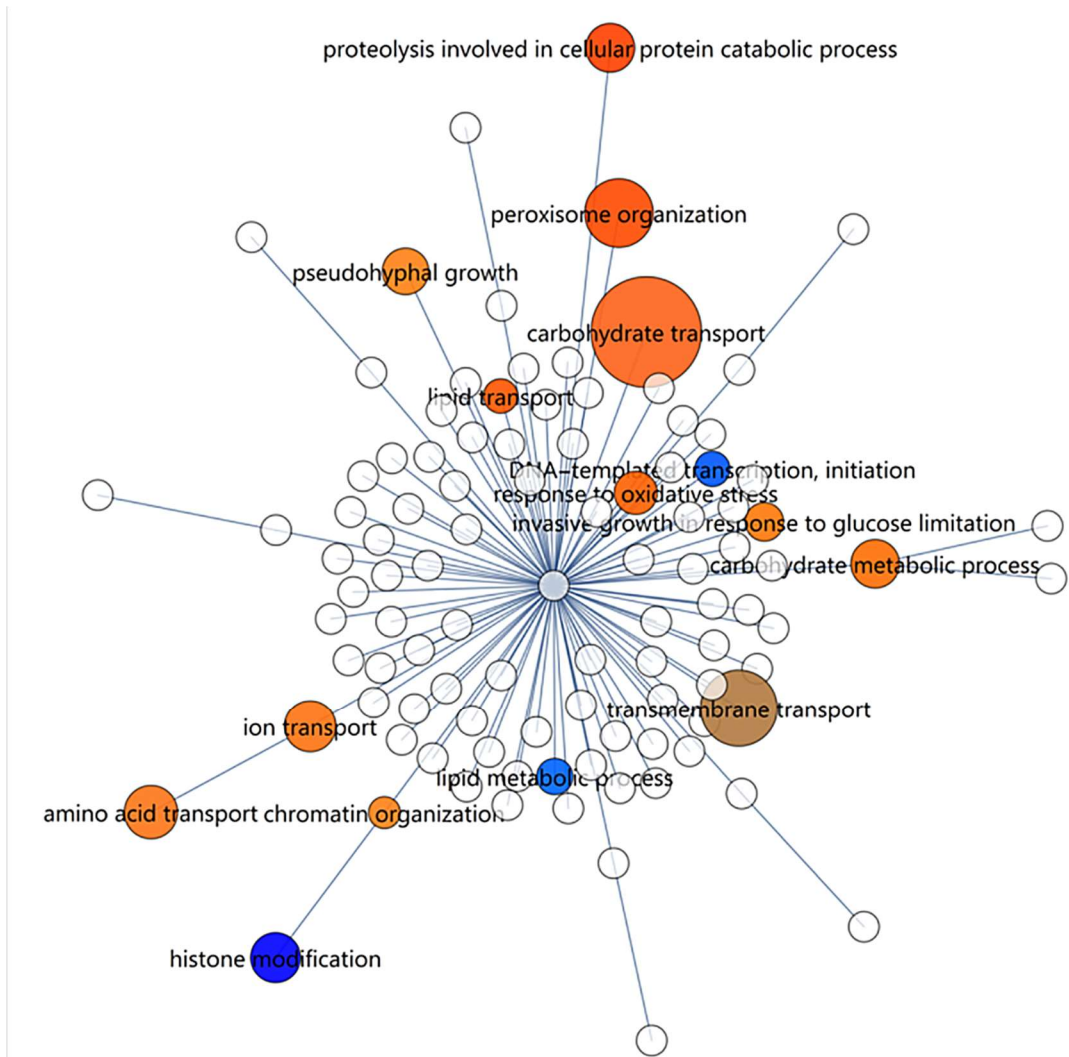 proteolysis involved in cellular protein catabolic process
peroxisome organization
pseudohyphal growth
carbohydrate transport
lipid transport
DNA-templated transcription, initiation
response to oxidative stress
invasive growth in response to glucose limitation
carbohydrate metabolic process
transmembrane transport
ion transport
lipid metabolic process
amino acid transport
chromatin organization
histone modification